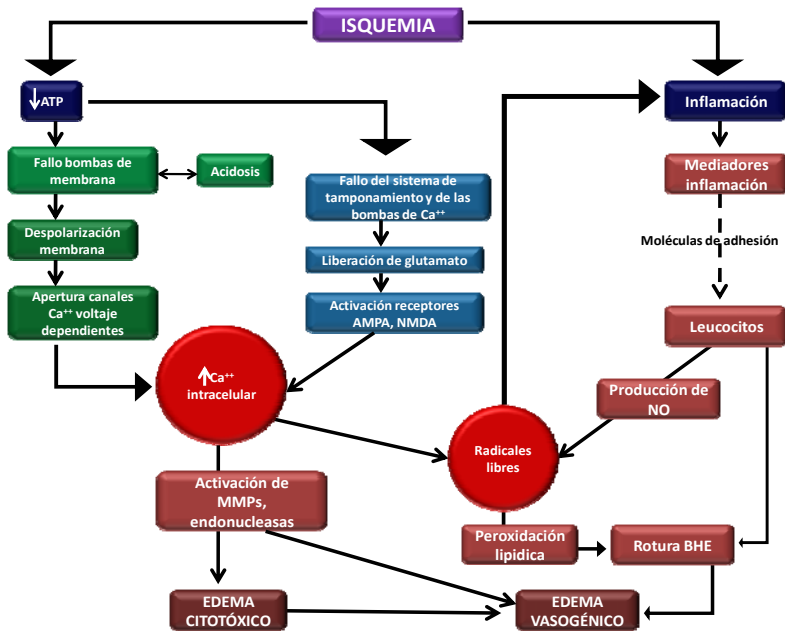 ISQUEMIA
↓ATP
Inflamación
Fallo bombas de
membrana
Acidosis
Fallo del sistema de
tamponamiento y de las
bombas de Ca⁺⁺
Mediadores
inflamación
Despolarización
membrana
Moléculas de adhesión
Liberación de glutamato
Apertura canales
Ca⁺⁺ voltaje
dependientes
Activación receptores
AMPA, NMDA
Leucocitos
↑Ca⁺⁺
intracelular
Producción de
NO
Radicales
libres
Activación de
MMPs,
endonucleasas
Peroxidación
lipidica
Rotura BHE
EDEMA
CITOTÓXICO
EDEMA
VASOGÉNICO